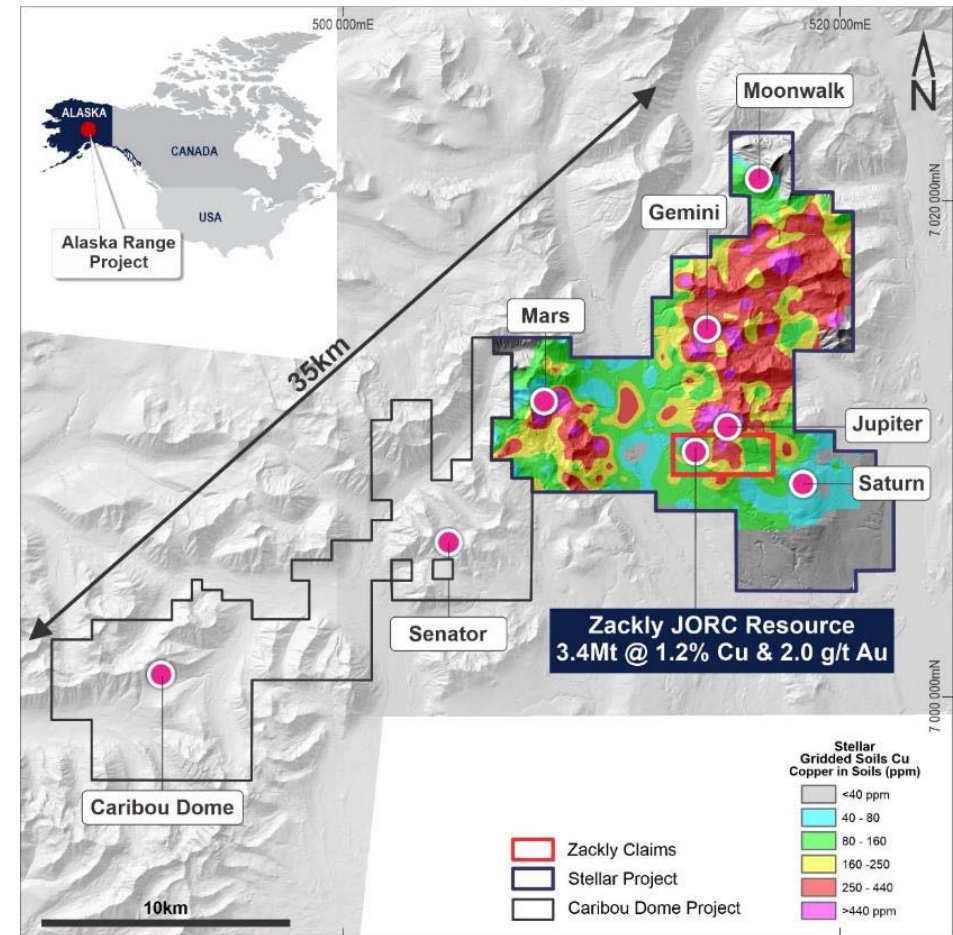 500 000mE
520 000mE
ALASKA
CANADA
USA
Alaska Range
Project
N
Moonwalk
7 020 000mN
Gemini
Mars
35km
Jupiter
Saturn
Senator
Zackly JORC Resource
3.4Mt @ 1.2% Cu & 2.0 g/t Au
7 000 000mN
Caribou Dome
Stellar
Gridded Soils Cu
Copper in Soils (ppm)
<40 ppm
40 - 80
80 - 160
160 -250
250 - 440
>440 ppm
Zackly Claims
Stellar Project
Caribou Dome Project
10km